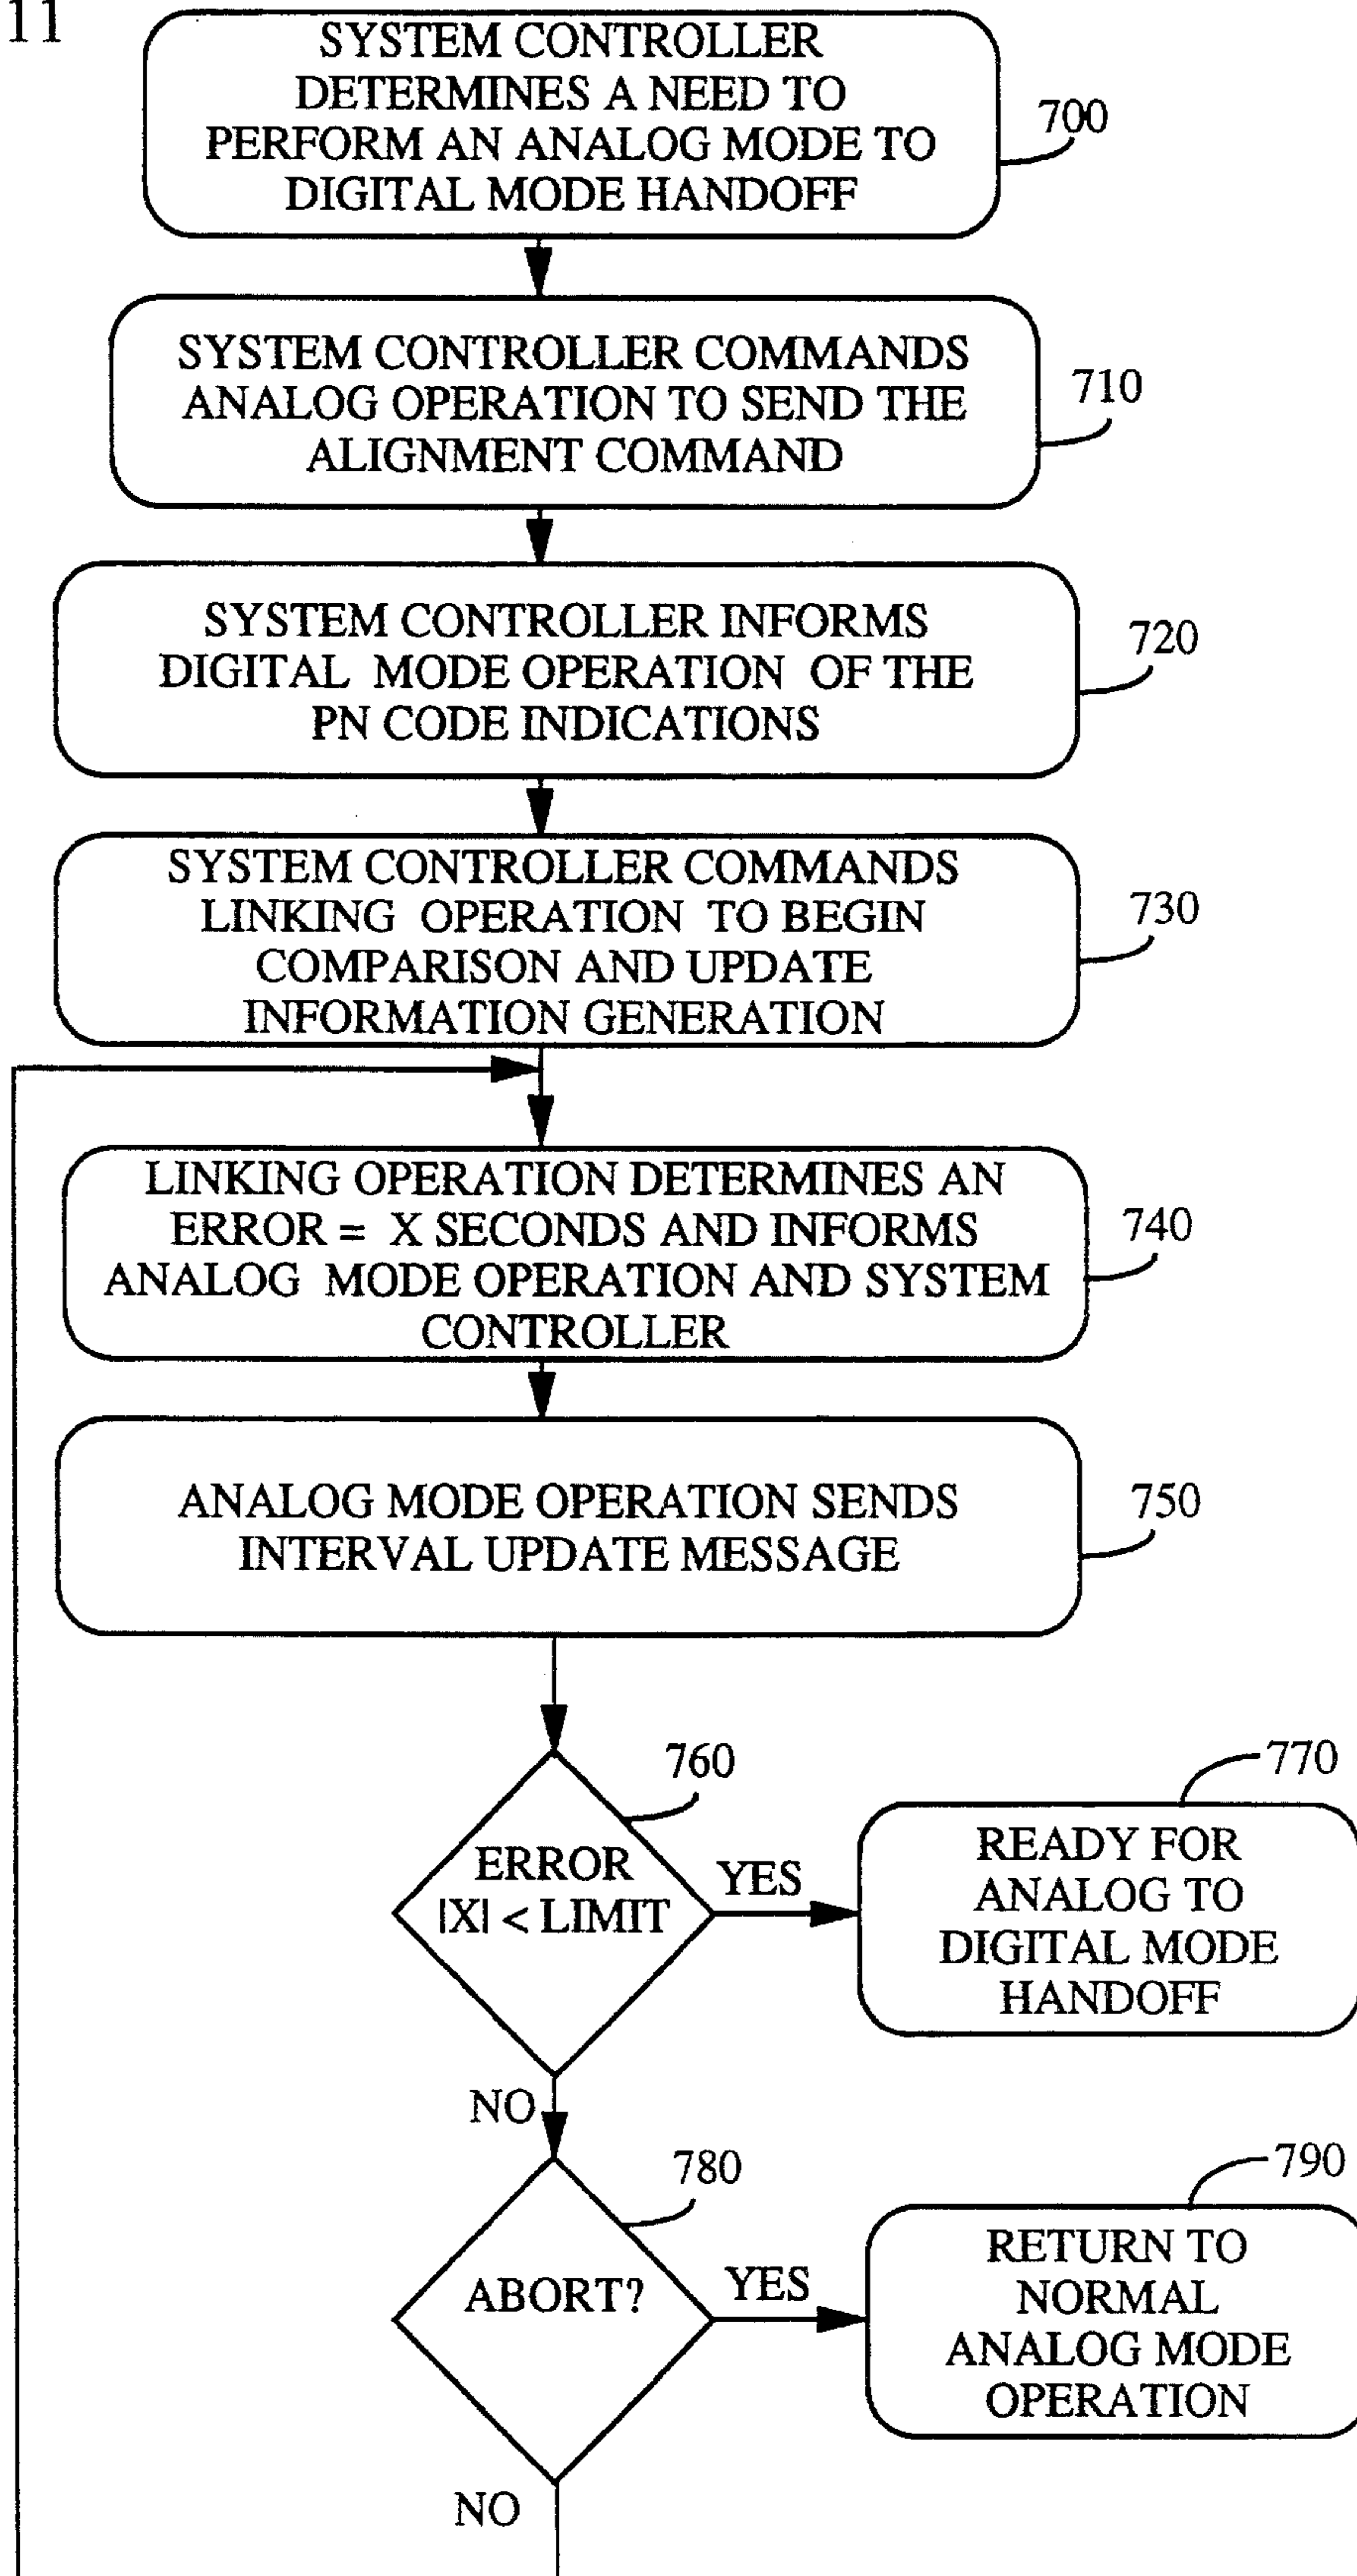 11
SYSTEM CONTROLLER
DETERMINES A NEED TO
PERFORM AN ANALOG MODE TO
DIGITAL MODE HANDOFF
700
SYSTEM CONTROLLER COMMANDS
ANALOG OPERATION TO SEND THE
ALIGNMENT COMMAND
710
SYSTEM CONTROLLER INFORMS
DIGITAL MODE OPERATION OF THE
PN CODE INDICATIONS
720
SYSTEM CONTROLLER COMMANDS
LINKING OPERATION TO BEGIN
COMPARISON AND UPDATE
INFORMATION GENERATION
730
LINKING OPERATION DETERMINES AN
ERROR = X SECONDS AND INFORMS
ANALOG MODE OPERATION AND SYSTEM
CONTROLLER
740
ANALOG MODE OPERATION SENDS
INTERVAL UPDATE MESSAGE
750
760
ERROR
|X| < LIMIT
YES
770
READY FOR
ANALOG TO
DIGITAL MODE
HANDOFF
NO
780
ABORT?
YES
790
RETURN TO
NORMAL
ANALOG MODE
OPERATION
NO